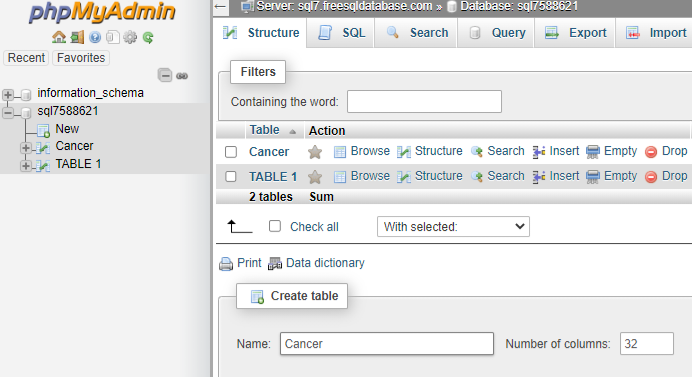 phpMyAdmin
Recent Favorites
information_schema
sql7588621
New
Cancer
TABLE 1
Server: sql7.freesqldatabase.com » Database: sql7588621
Structure SQL Search Query Export Import
Filters
Containing the word:
Table Action
Cancer Browse Structure Search Insert Empty Drop
TABLE 1 Browse Structure Search Insert Empty Drop
2 tables Sum
Check all With selected:
Print Data dictionary
Create table
Name: Cancer Number of columns: 32